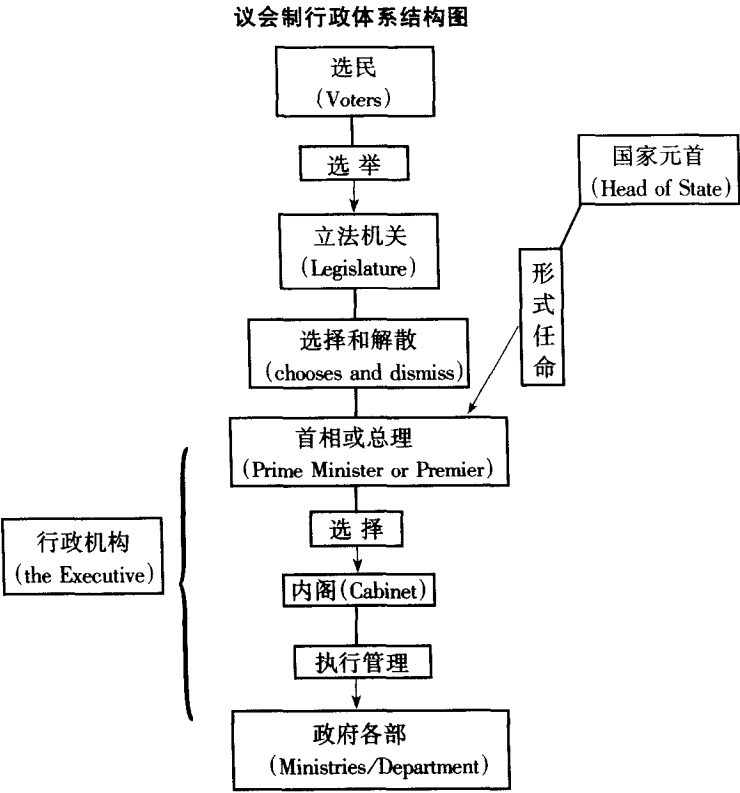 议会制行政体系结构图
选民
(Voters)
选举
国家元首
(Head of State)
立法机关
(Legislature)
形
式
任
命
选择和解散
(chooses and dismiss)
首相或总理
(Prime Minister or Premier)
选择
行政机构
(the Executive)
内阁(Cabinet)
执行管理
政府各部
(Ministries/Department)